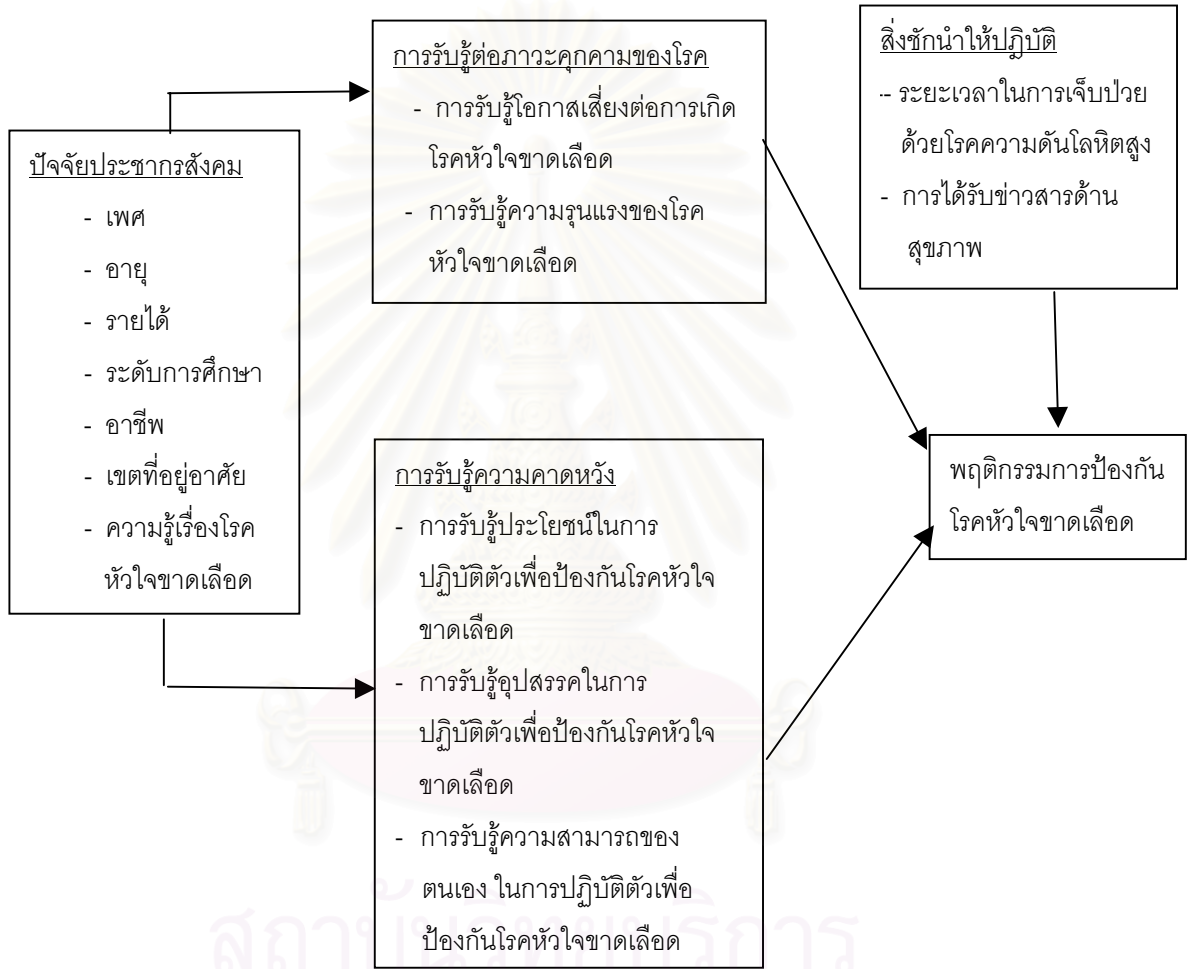 ปัจจัยประชากรสังคม
- เพศ
- อายุ
- รายได้
- ระดับการศึกษา
- อาชีพ
- เขตที่อยู่อาศัย
- ความรู้เรื่องโรค
หัวใจขาดเลือด
การรับรู้ต่อภาวะคุกคามของโรค
- การรับรู้โอกาสเสี่ยงต่อการเกิด
โรคหัวใจขาดเลือด
- การรับรู้ความรุนแรงของโรค
หัวใจขาดเลือด
การรับรู้ความคาดหวัง
- การรับรู้ประโยชน์ในการ
ปฏิบัติตัวเพื่อป้องกันโรคหัวใจ
ขาดเลือด
- การรับรู้อุปสรรคในการ
ปฏิบัติตัวเพื่อป้องกันโรคหัวใจ
ขาดเลือด
- การรับรู้ความสามารถของ
ตนเอง ในการปฏิบัติตัวเพื่อ
ป้องกันโรคหัวใจขาดเลือด
สิ่งชักนำให้ปฎิบัติ
-- ระยะเวลาในการเจ็บป่วย
ด้วยโรคความดันโลหิตสูง
- การได้รับข่าวสารด้าน
สุขภาพ
พฤติกรรมการป้องกัน
โรคหัวใจขาดเลือด
สถาบันวิทยบริการ